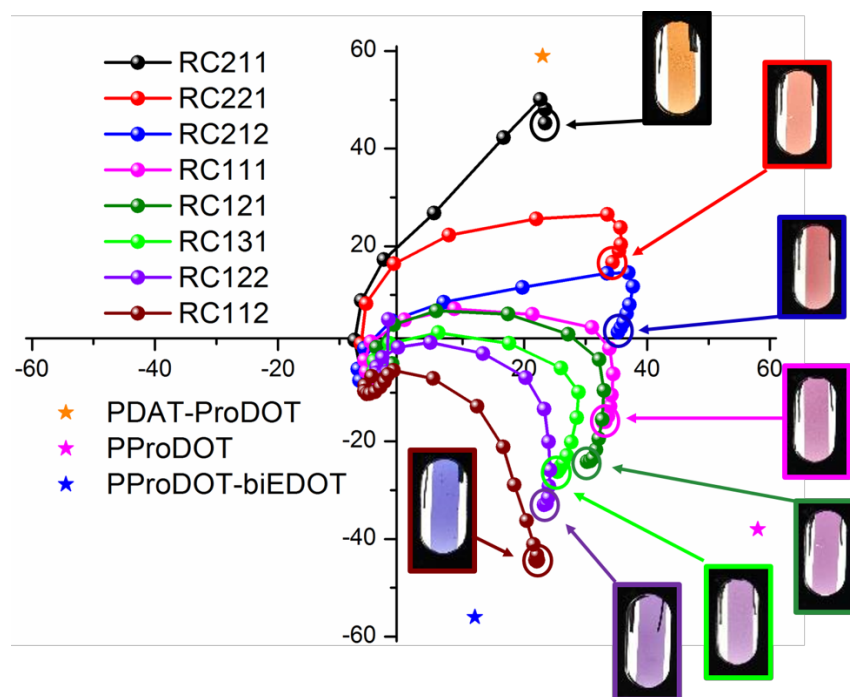 60
RC211
RC221
40
RC212
RC111
RC121
20
RC131
RC122
RC112
-60
-40
-20
20
40
60
PDAT-ProDOT
PProDOT
-20
PProDOT-biEDOT
-40
-60